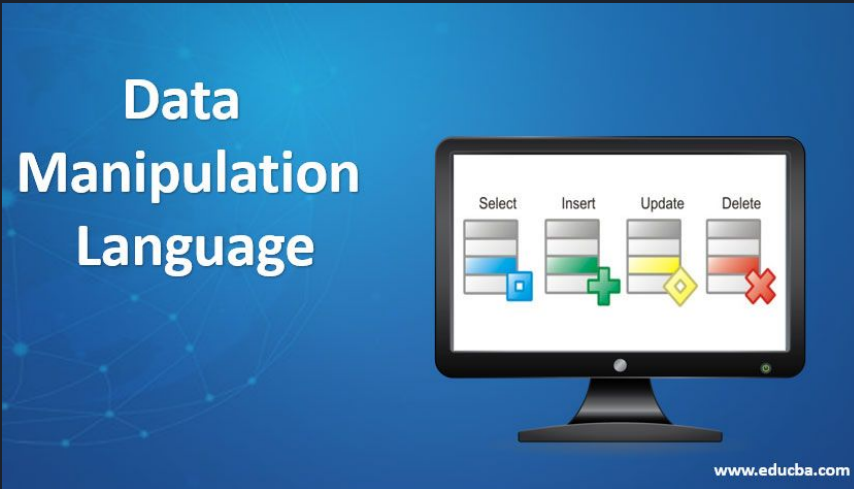 Data
Manipulation
Language
Select Insert Update Delete
www.educba.com